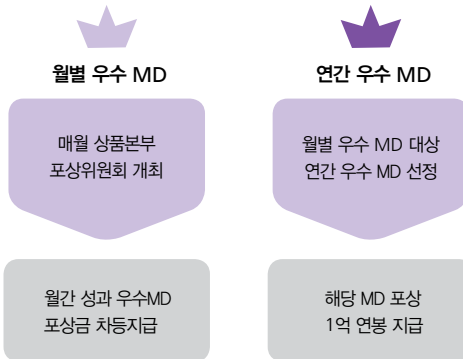 월별 우수 MD
매월 상품본부
포상위원회 개최
월간 성과 우수MD
포상금 차등지급
연간 우수 MD
월별 우수 MD 대상
연간 우수 MD 선정
해당 MD 포상
1억 연봉 지급